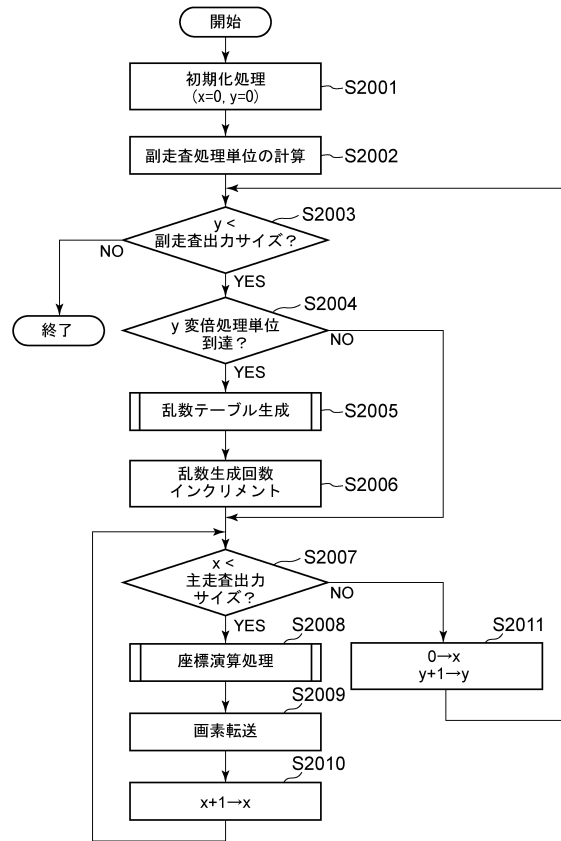 開始
初期化処理
(x=0, y=0)
S2001
副走査処理単位の計算
S2002
S2003
y <
副走査出力サイズ？
NO
YES
終了
S2004
y 変倍処理単位
到達？
NO
YES
乱数テーブル生成
S2005
乱数生成回数
インクリメント
S2006
S2007
x <
主走査出力
サイズ？
NO
YES
S2008
座標演算処理
S2011
0→x
y+1→y
S2009
画素転送
S2010
x+1→x